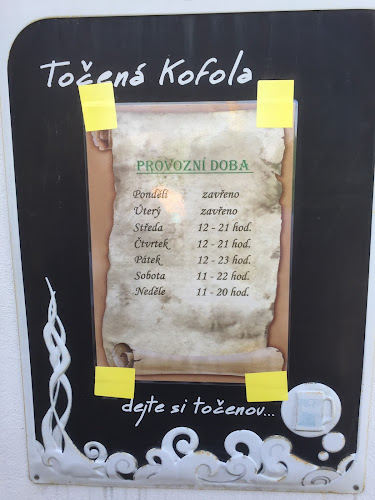 Točená Kofola
PROVOZNÍ DOBA
Pondělí zavřeno
Úterý zavřeno
Středa 12 - 21 hod.
Čtvrtek 12 - 21 hod.
Pátek 12 - 23 hod.
Sobota 11 - 22 hod.
Neděle 11 - 20 hod.
dejte si točenou...